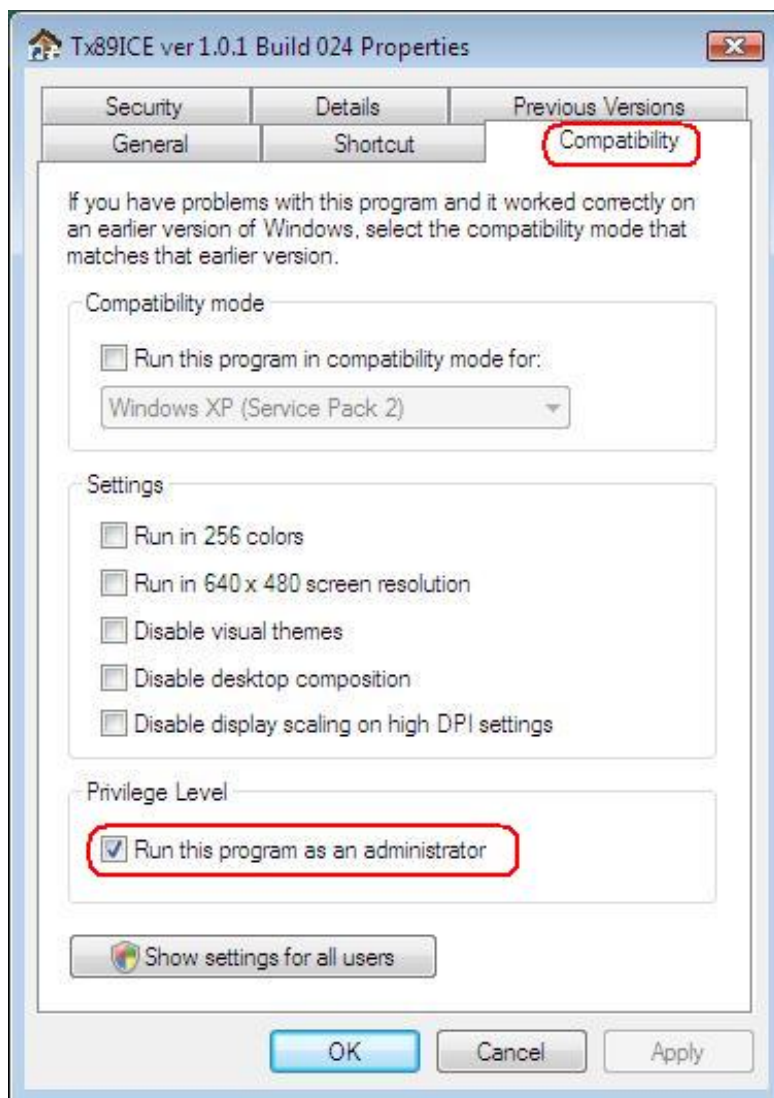 Tx89ICE ver 1.0.1 Build 024 Properties
Security Details Previous Versions
General Shortcut Compatibility
If you have problems with this program and it worked correctly on
an earlier version of Windows, select the compatibility mode that
matches that earlier version.
Compatibility mode
Run this program in compatibility mode for:
Windows XP (Service Pack 2)
Settings
Run in 256 colors
Run in 640 x 480 screen resolution
Disable visual themes
Disable desktop composition
Disable display scaling on high DPI settings
Privilege Level
Run this program as an administrator
Show settings for all users
OK Cancel Apply